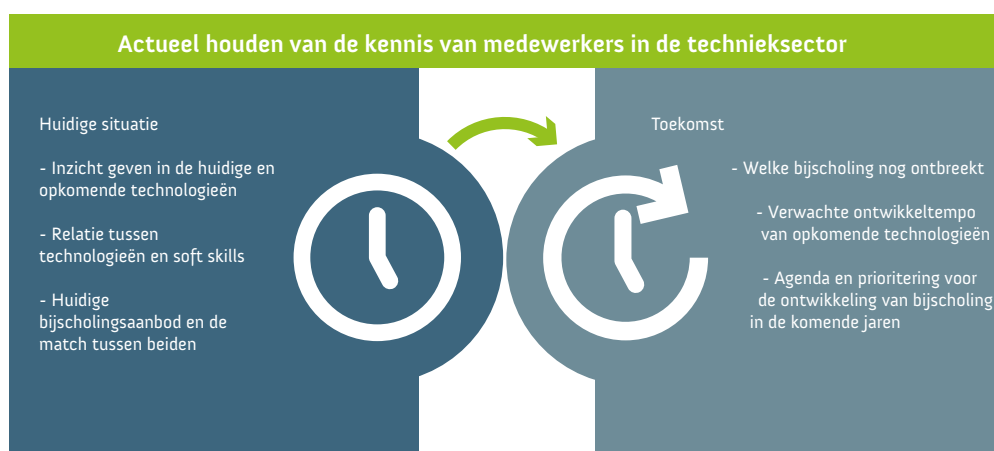 Actueel houden van de kennis van medewerkers in de technieksector
Huidige situatie
- Inzicht geven in de huidige en
opkomende technologieën
- Relatie tussen
technologieën en soft skills
- Huidige
bijscholingsaanbod en de
match tussen beiden
Toekomst
- Welke bijscholing nog ontbreekt
- Verwachte ontwikkeltempo
van opkomende technologieën
- Agenda en prioritering voor
de ontwikkeling van bijscholing
in de komende jaren